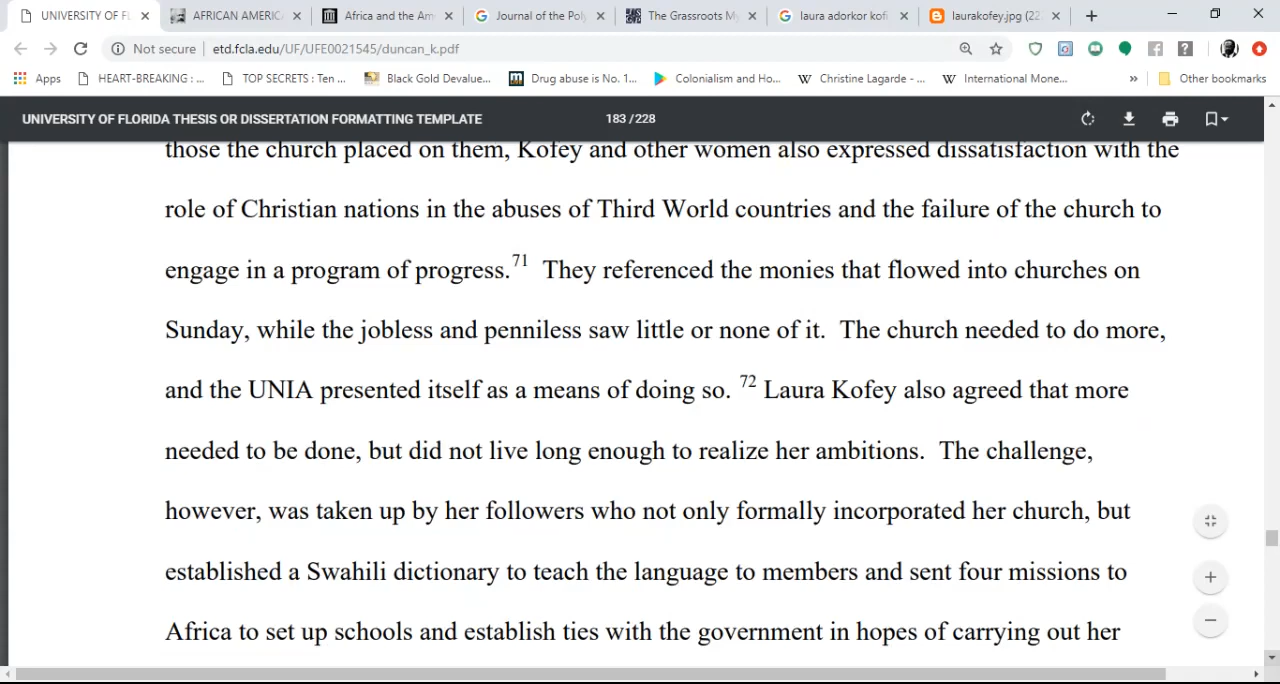 UNIVERSITY OF FL
AFRICAN AMERIC
Africa and the Am
Journal of the Pol
The Grassroots M
laura adorkor kofi
laurakofey.jpg (22
Not secure | etd.fcla.edu/UF/UFE0021545/duncan_k.pdf
Apps
HEART-BREAKING : ...
TOP SECRETS : Ten ...
Black Gold Devalue...
Drug abuse is No. 1...
Colonialism and Ho...
Christine Lagarde - ...
International Mone...
»
Other bookmarks
UNIVERSITY OF FLORIDA THESIS OR DISSERTATION FORMATTING TEMPLATE
183 / 228
those the church placed on them, Kofey and other women also expressed dissatisfaction with the
role of Christian nations in the abuses of Third World countries and the failure of the church to
engage in a program of progress.71 They referenced the monies that flowed into churches on
Sunday, while the jobless and penniless saw little or none of it. The church needed to do more,
and the UNIA presented itself as a means of doing so. 72 Laura Kofey also agreed that more
needed to be done, but did not live long enough to realize her ambitions. The challenge,
however, was taken up by her followers who not only formally incorporated her church, but
established a Swahili dictionary to teach the language to members and sent four missions to
Africa to set up schools and establish ties with the government in hopes of carrying out her